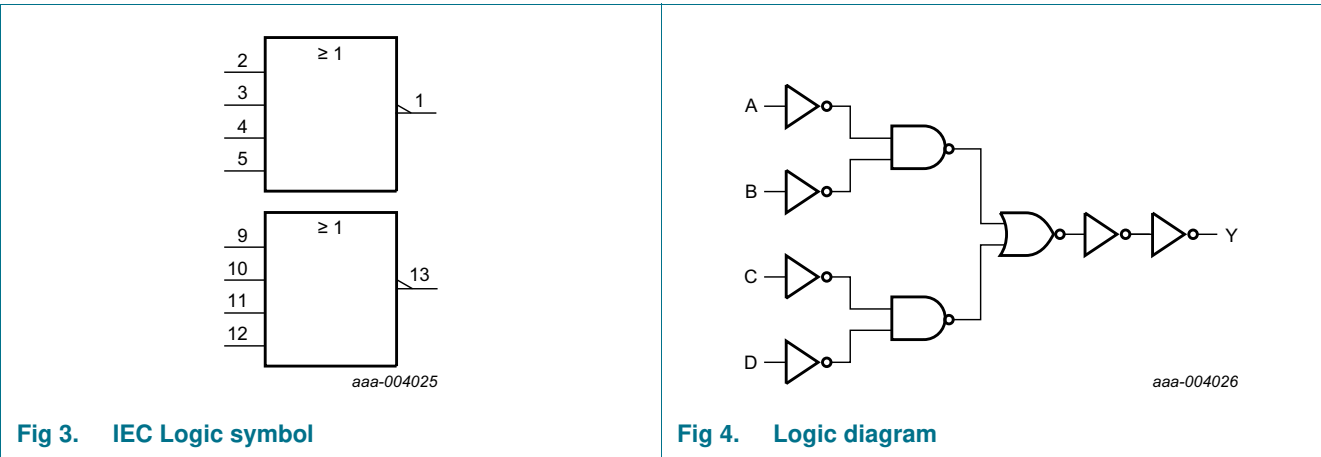 ≥ 1
2
3
4
5
1
≥ 1
9
10
11
12
13
aaa-004025
Fig 3. IEC Logic symbol
A
B
C
D
Y
aaa-004026
Fig 4. Logic diagram